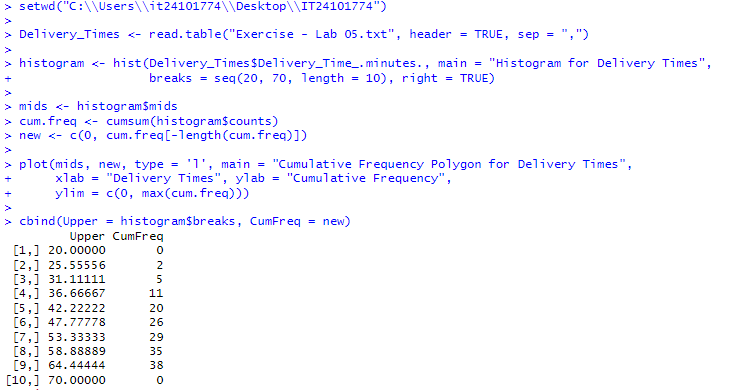 > setwd("C:\\Users\\it24101774\\Desktop\\IT24101774")
>
> Delivery_Times <- read.table("Exercise - Lab 05.txt", header = TRUE, sep = ",")
>
> histogram <- hist(Delivery_Times$Delivery_Time_.minutes., main = "Histogram for Delivery Times",
+                   breaks = seq(20, 70, length = 10), right = TRUE)
>
> mids <- histogram$mids
> cum.freq <- cumsum(histogram$counts)
> new <- c(0, cum.freq[-length(cum.freq)])
>
> plot(mids, new, type = 'l', main = "Cumulative Frequency Polygon for Delivery Times",
+      xlab = "Delivery Times", ylab = "Cumulative Frequency",
+      ylim = c(0, max(cum.freq)))
>
> cbind(Upper = histogram$breaks, CumFreq = new)
         Upper CumFreq
 [1,] 20.00000       0
 [2,] 25.55556       2
 [3,] 31.11111       5
 [4,] 36.66667      11
 [5,] 42.22222      20
 [6,] 47.77778      26
 [7,] 53.33333      29
 [8,] 58.88889      35
 [9,] 64.44444      38
[10,] 70.00000       0